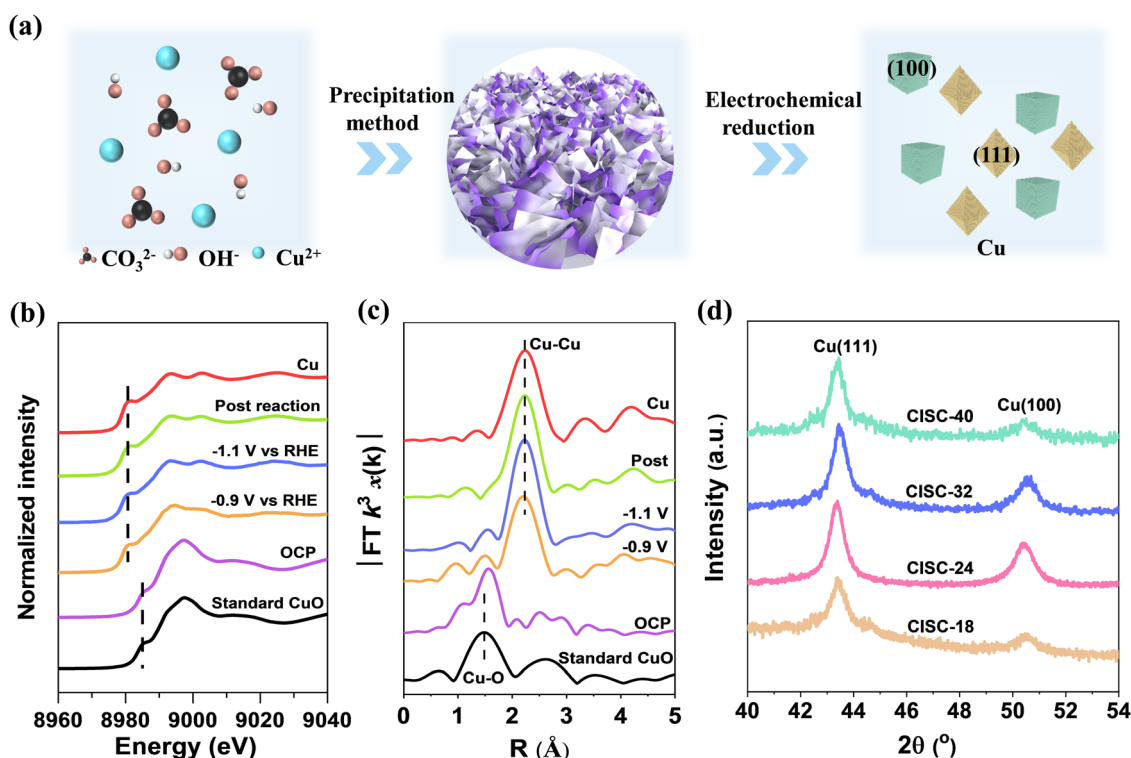 (a)
Precipitation
method
Electrochemical
reduction
(100)
(111)
Cu
CO₃²⁻ OH⁻ Cu²⁺
(b)
Normalized intensity
Cu
Post reaction
-1.1 V vs RHE
-0.9 V vs RHE
OCP
Standard CuO
8960 8980 9000 9020 9040
Energy (eV)
(c)
| FT k³ x(k) |
Cu-Cu
Cu
Post
-1.1 V
-0.9 V
OCP
Standard CuO
Cu-O
0 1 2 3 4 5
R (Å)
(d)
Intensity (a.u.)
Cu(111)
Cu(100)
CISC-40
CISC-32
CISC-24
CISC-18
40 42 44 46 48 50 52 54
2θ (°)